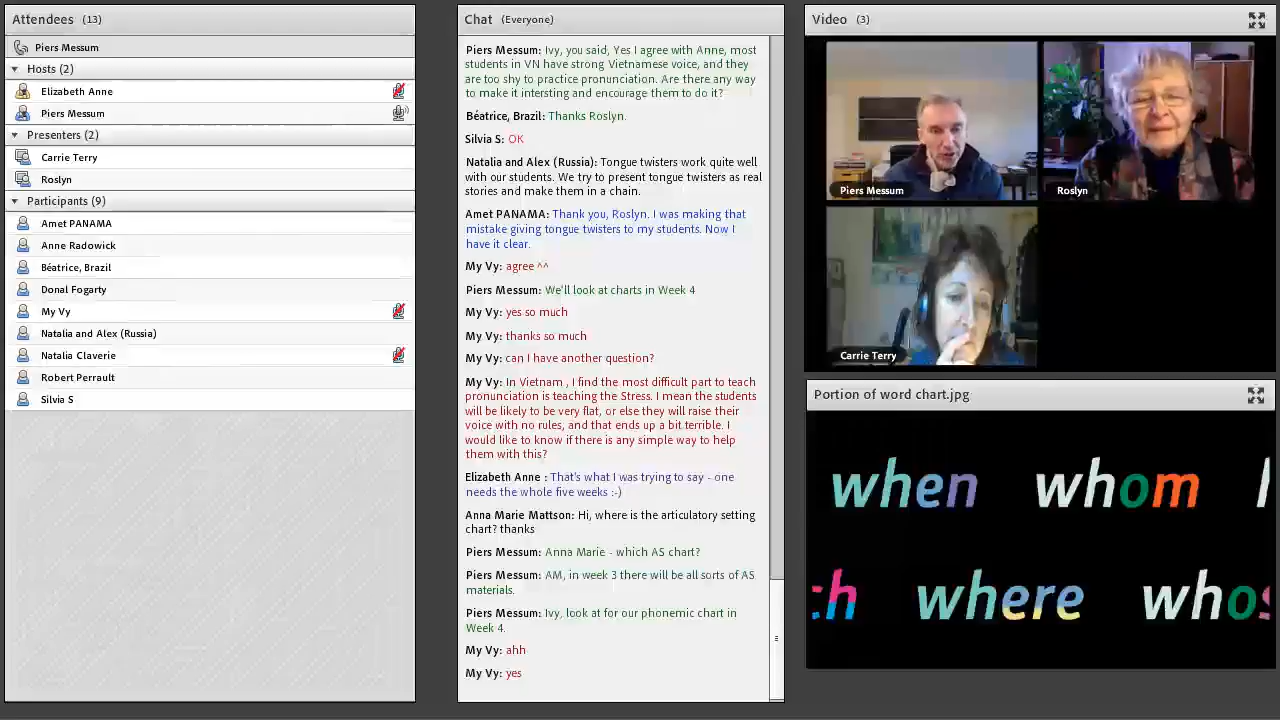 Attendees (13)
Piers Messum
Hosts (2)
Elizabeth Anne
Piers Messum
Presenters (2)
Carrie Terry
Roslyn
Participants (9)
Amet PANAMA
Anne Radowick
Béatrice, Brazil
Donal Fogarty
My Vy
Natalia and Alex (Russia)
Natalia Claverie
Robert Perrault
Silvia S
Chat (Everyone)
Piers Messum: Ivy, you said, Yes I agree with Anne, most
students in VN have strong Vietnamese voice, and they
are too shy to practice pronunciation. Are there any way
to make it intersting and encourage them to do it?
Béatrice, Brazil: Thanks Roslyn.
Silvia S: OK
Natalia and Alex (Russia): Tongue twisters work quite well
with our students. We try to present tongue twisters as real
stories and make them in a chain.
Amet PANAMA: Thank you, Roslyn. I was making that
mistake giving tongue twisters to my students. Now I
have it clear.
My Vy: agree ^^
Piers Messum: We'll look at charts in Week 4
My Vy: yes so much
My Vy: thanks so much
My Vy: can I have another question?
My Vy: In Vietnam , I find the most difficult part to teach
pronunciation is teaching the Stress. I mean the students
will be likely to be very flat, or else they will raise their
voice with no rules, and that ends up a bit terrible. I
would like to know if there is any simple way to help
them with this?
Elizabeth Anne : That's what I was trying to say - one
needs the whole five weeks :-)
Anna Marie Mattson: Hi, where is the articulatory setting
chart? thanks
Piers Messum: Anna Marie - which AS chart?
Piers Messum: AM, in week 3 there will be all sorts of AS
materials.
Piers Messum: Ivy, look at for our phonemic chart in
Week 4.
My Vy: ahh
My Vy: yes
Video (3)
Piers Messum
Roslyn
Carrie Terry
Portion of word chart.jpg
when whom
ch where whos